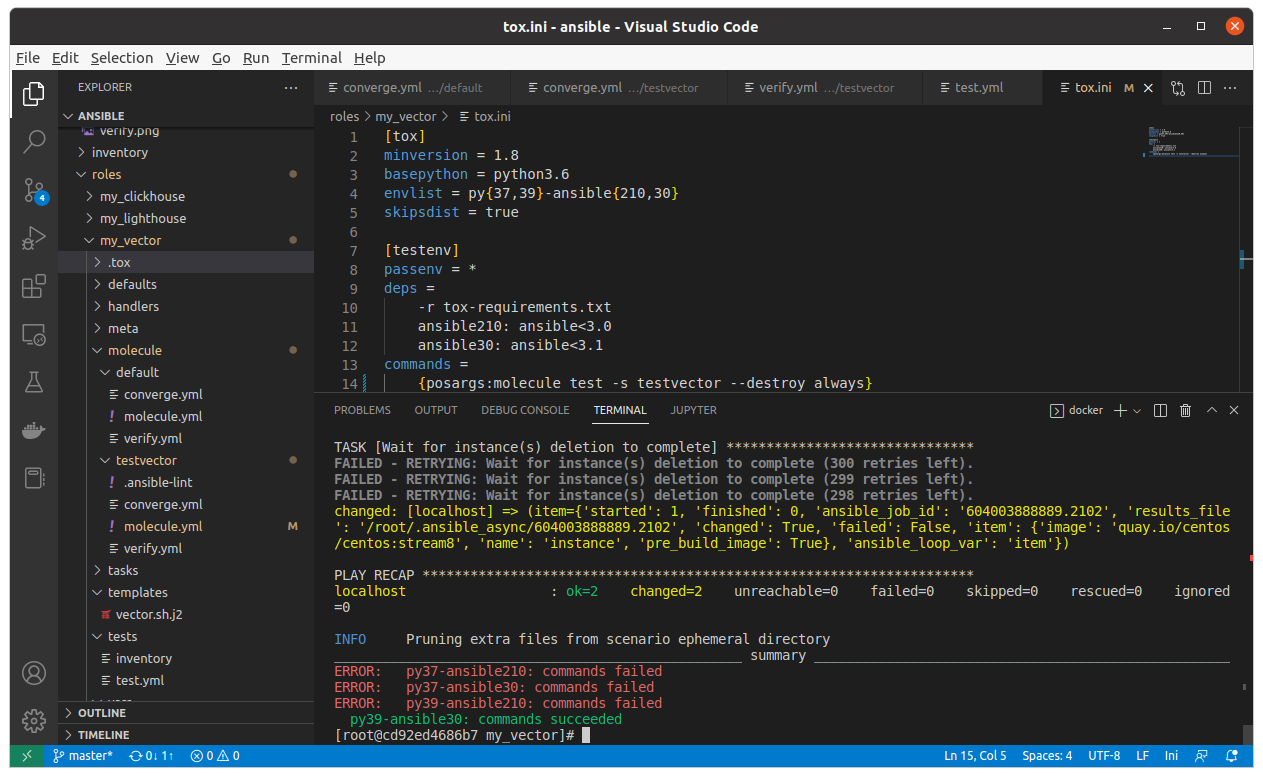 tox.ini - ansible - Visual Studio Code
File Edit Selection View Go Run Terminal Help
EXPLORER
ANSIBLE
verify.png
inventory
roles
my_clickhouse
my_lighthouse
my_vector
.tox
defaults
handlers
meta
molecule
default
converge.yml
molecule.yml
verify.yml
testvector
.ansible-lint
converge.yml
molecule.yml M
verify.yml
tasks
templates
vector.sh.j2
tests
inventory
test.yml
OUTLINE
TIMELINE
4
converge.yml .../default converge.yml .../testvector verify.yml .../testvector test.yml tox.ini M
roles > my_vector > tox.ini
1 [tox]
2 minversion = 1.8
3 basepython = python3.6
4 envlist = py{37,39}-ansible{210,30}
5 skipsdist = true
6
7 [testenv]
8 passenv = *
9 deps =
10 -r tox-requirements.txt
11 ansible210: ansible<3.0
12 ansible30: ansible<3.1
13 commands =
14 {posargs:molecule test -s testvector --destroy always}
PROBLEMS OUTPUT DEBUG CONSOLE TERMINAL JUPYTER docker
TASK [Wait for instance(s) deletion to complete] *******************************
FAILED - RETRYING: Wait for instance(s) deletion to complete (300 retries left).
FAILED - RETRYING: Wait for instance(s) deletion to complete (299 retries left).
FAILED - RETRYING: Wait for instance(s) deletion to complete (298 retries left).
changed: [localhost] => (item={'started': 1, 'finished': 0, 'ansible_job_id': '604003888889.2102', 'results_file
': '/root/.ansible_async/604003888889.2102', 'changed': True, 'failed': False, 'item': {'image': 'quay.io/centos
/centos:stream8', 'name': 'instance', 'pre_build_image': True}, 'ansible_loop_var': 'item'})
PLAY RECAP *********************************************************************
localhost : ok=2 changed=2 unreachable=0 failed=0 skipped=0 rescued=0 ignored
=0
INFO Pruning extra files from scenario ephemeral directory
summary
ERROR: py37-ansible210: commands failed
ERROR: py37-ansible30: commands failed
ERROR: py39-ansible210: commands failed
py39-ansible30: commands succeeded
[root@cd92ed4686b7 my_vector]#
master* 0↓ 1↑ 0 0 Ln 15, Col 5 Spaces: 4 UTF-8 LF Ini